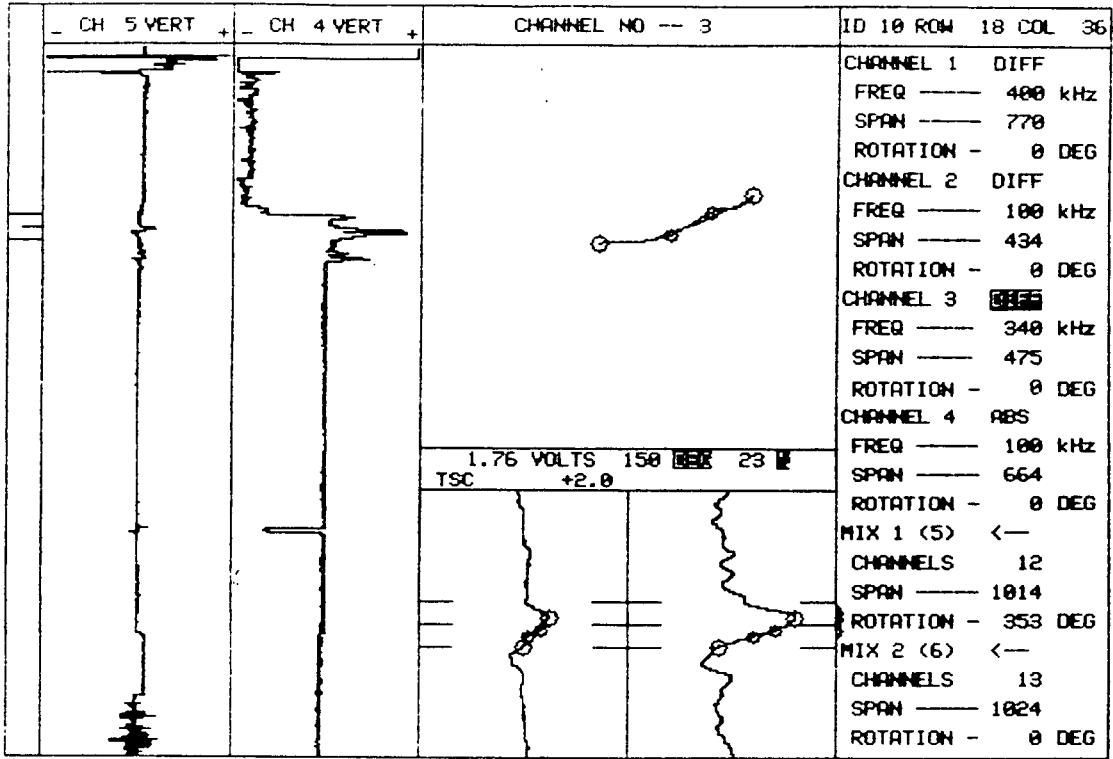 _ CH 5 VERT +
_ CH 4 VERT +
CHANNEL NO -- 3
ID 10 ROW 18 COL 36
CHANNEL 1 DIFF
FREQ ---- 400 kHz
SPAN ---- 770
ROTATION - 0 DEG
CHANNEL 2 DIFF
FREQ ---- 100 kHz
SPAN ---- 434
ROTATION - 0 DEG
CHANNEL 3 DIFF
FREQ ---- 340 kHz
SPAN ---- 475
ROTATION - 0 DEG
CHANNEL 4 ABS
FREQ ---- 100 kHz
SPAN ---- 664
ROTATION - 0 DEG
MIX 1 (5) <--
CHANNELS 12
SPAN ---- 1014
ROTATION - 353 DEG
MIX 2 (6) <--
CHANNELS 13
SPAN ---- 1024
ROTATION - 0 DEG
1.76 VOLTS 150 23
TSC +2.0